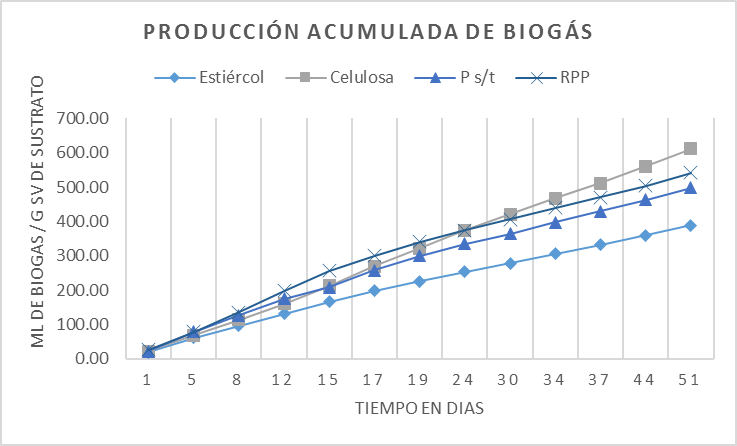 PRODUCCIÓN ACUMULADA DE BIOGÁS
Estiércol Celulosa P s/t RPP
ML DE BIOGAS / G SV DE SUSTRATO
700.00
600.00
500.00
400.00
300.00
200.00
100.00
0.00
1 5 8 12 15 17 19 24 30 34 37 44 51
TIEMPO EN DIAS